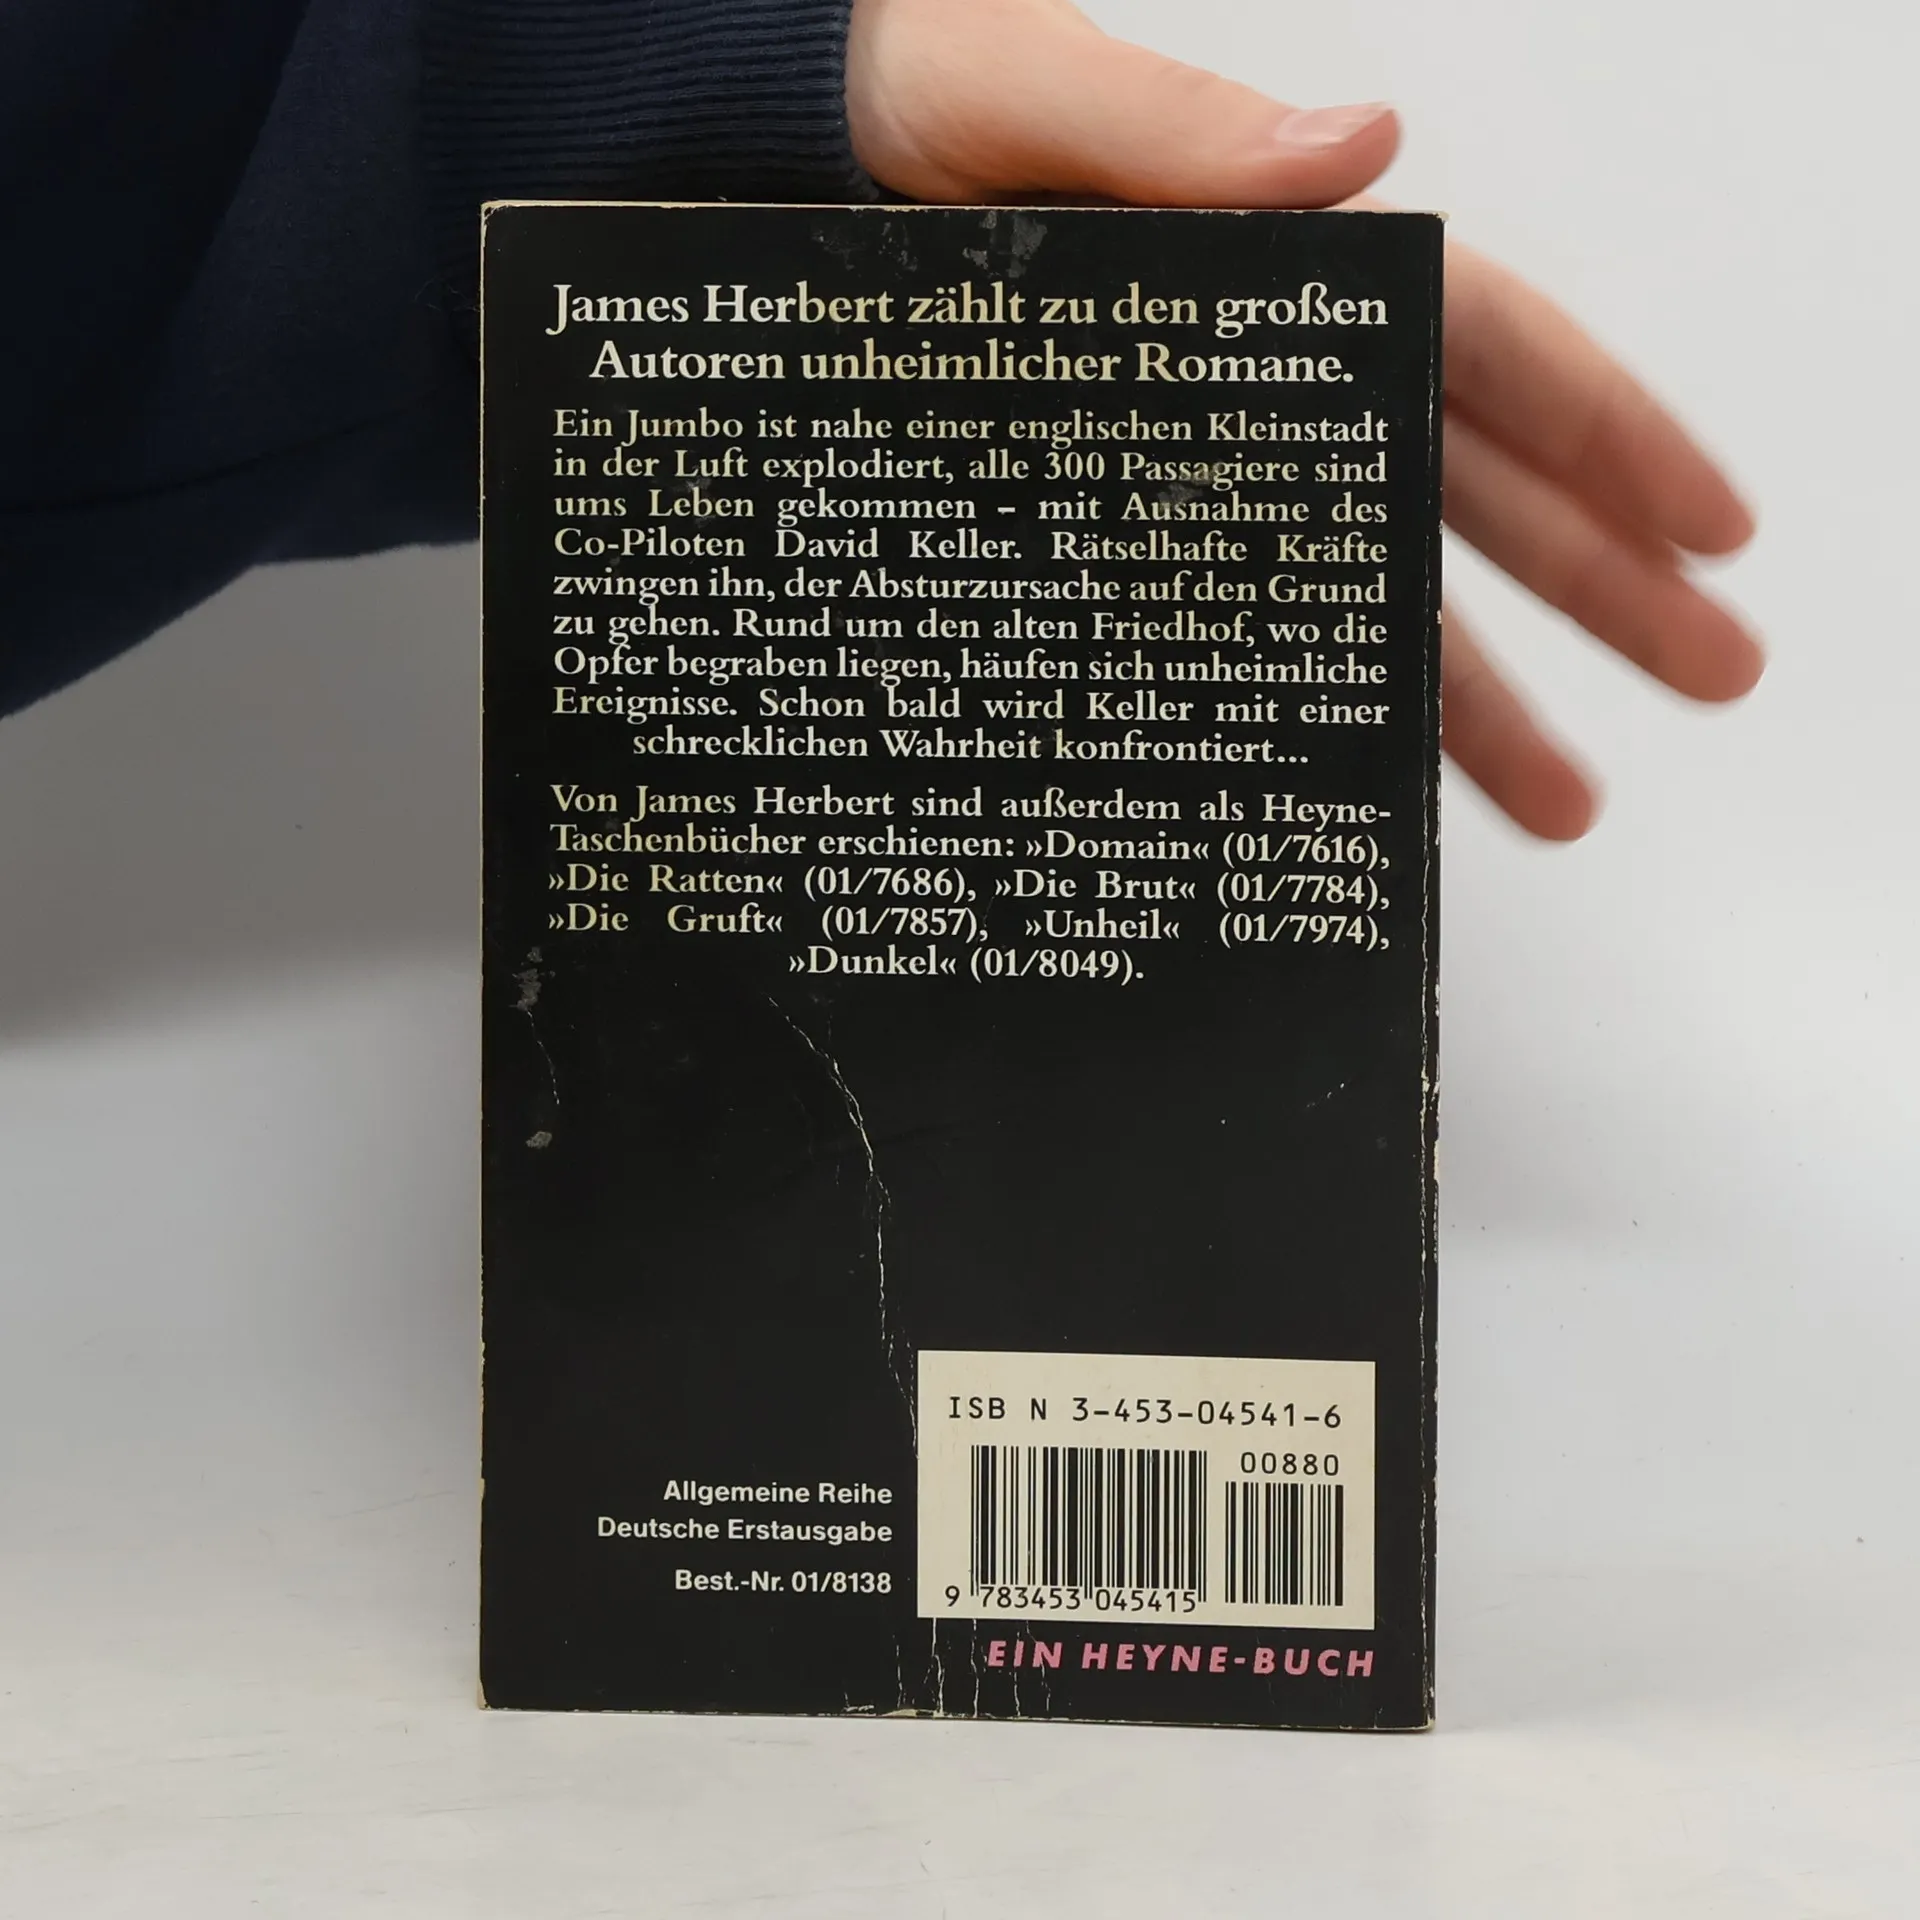 James Herbert zählt zu den großen
Autoren unheimlicher Romane.
Ein Jumbo ist nahe einer englischen Kleinstadt
in der Luft explodiert, alle 300 Passagiere sind
ums Leben gekommen – mit Ausnahme des
Co-Piloten David Keller. Rätselhafte Kräfte
zwingen ihn, der Absturzursache auf den Grund
zu gehen. Rund um den alten Friedhof, wo die
Opfer begraben liegen, häufen sich unheimliche
Ereignisse. Schon bald wird Keller mit einer
schrecklichen Wahrheit konfrontiert...
Von James Herbert sind außerdem als Heyne-
Taschenbücher erschienen: »Domain« (01/7616),
»Die Ratten« (01/7686), »Die Brut« (01/7784),
»Die Gruft« (01/7857), »Unheil« (01/7974),
»Dunkel« (01/8049).
ISBN 3-453-04541-6
00880
9 783453 045415
Allgemeine Reihe
Deutsche Erstausgabe
Best.-Nr. 01/8138
EIN HEYNE-BUCH